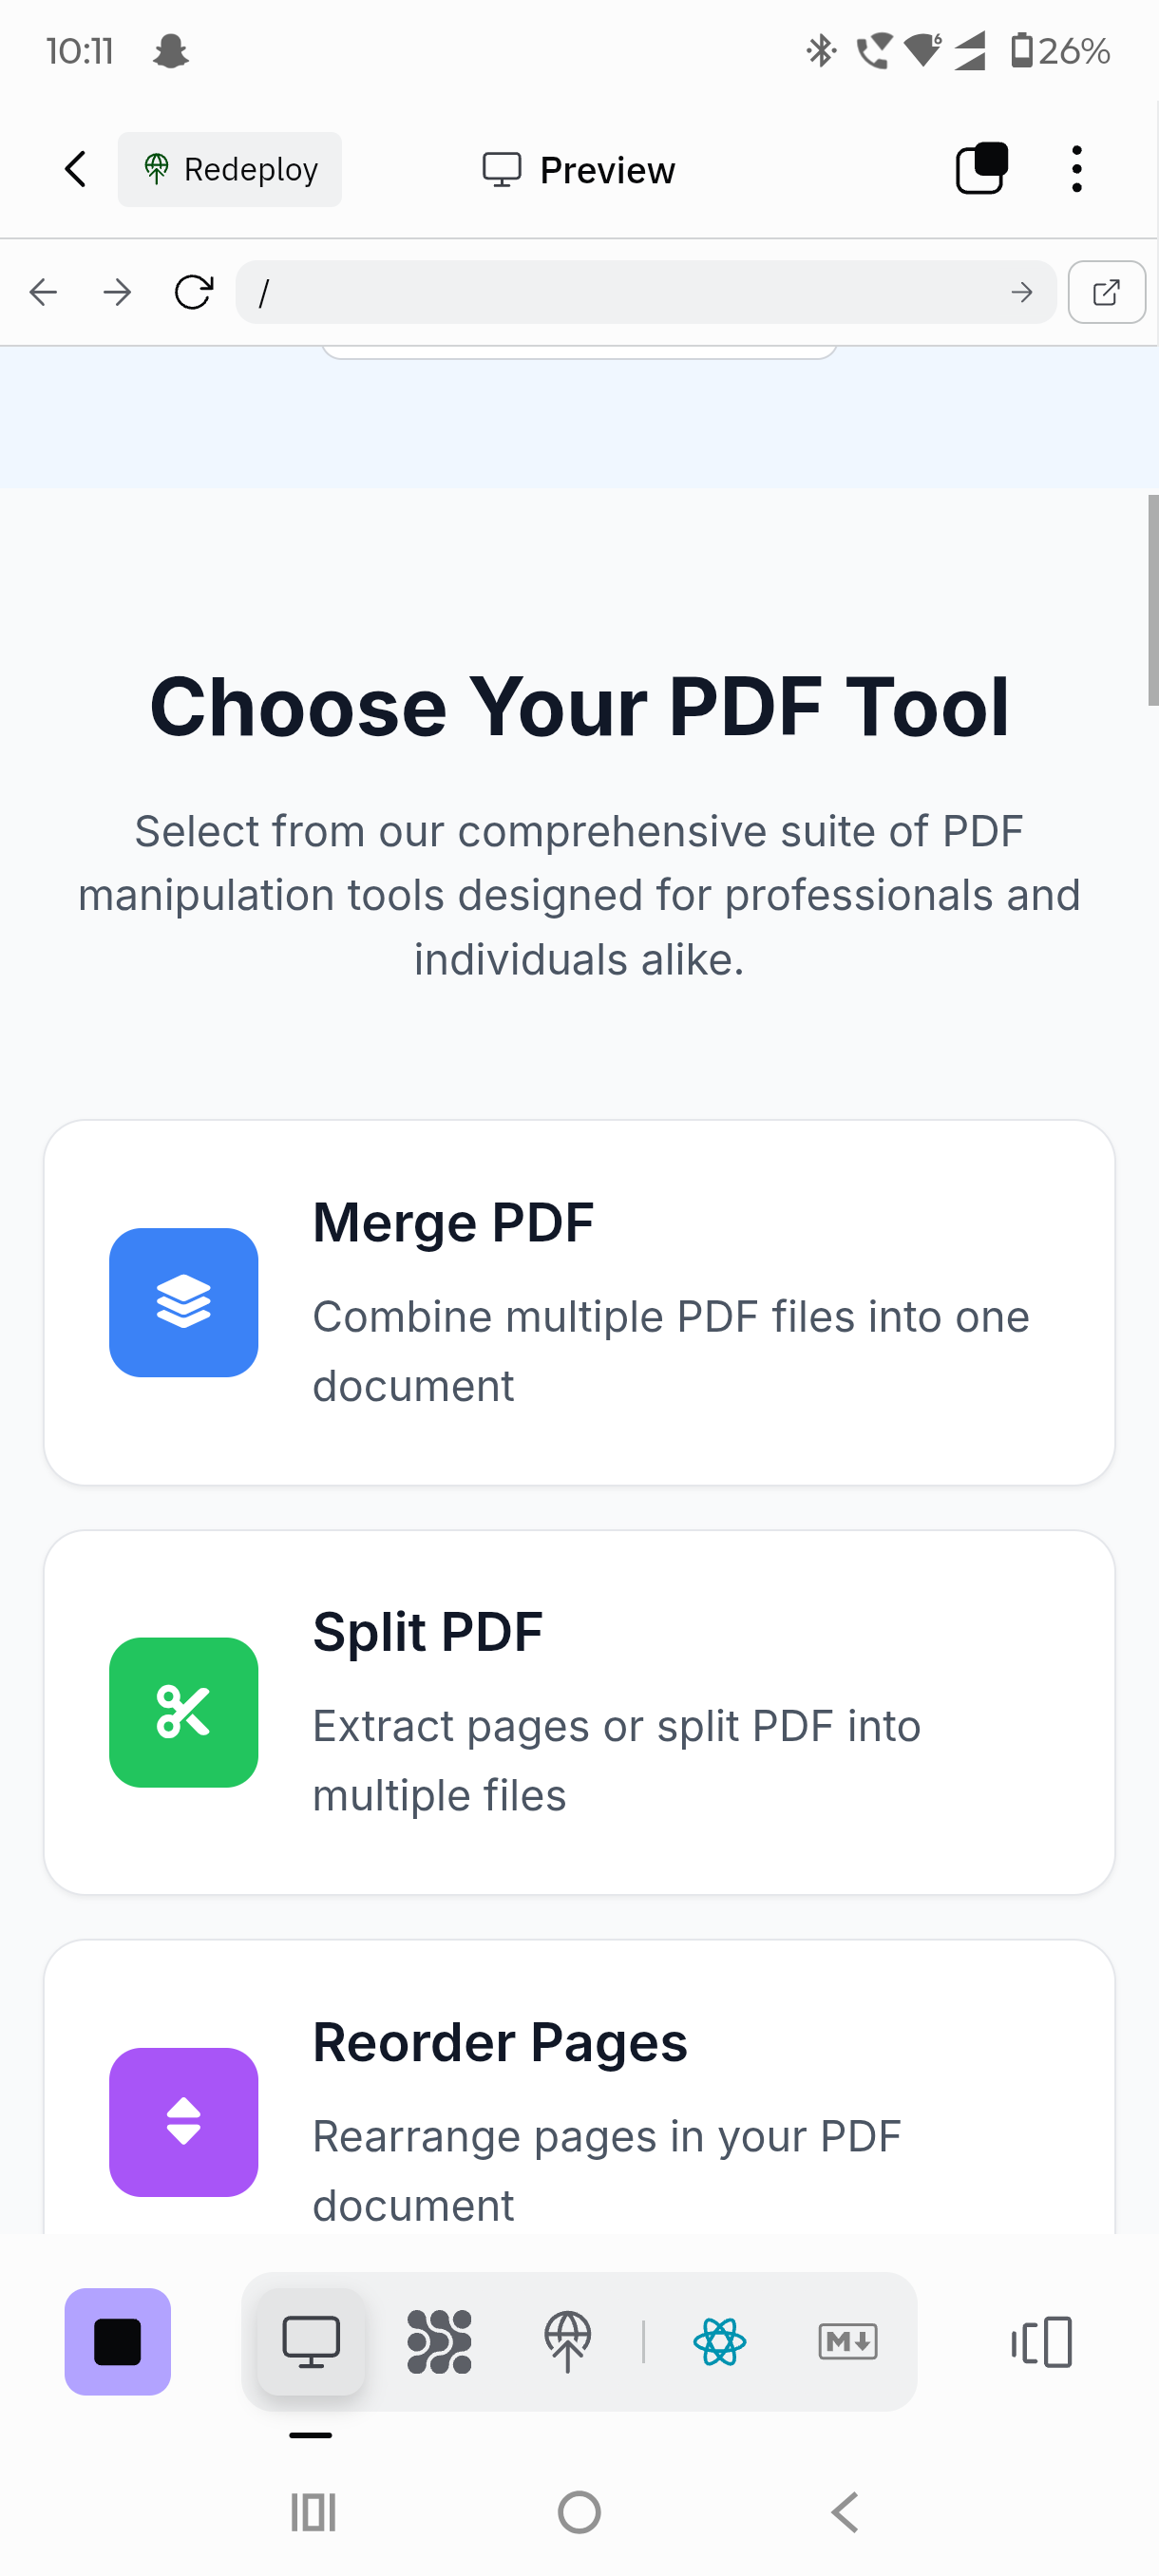 10:11
6
26%
Redeploy
Preview
/
Choose Your PDF Tool
Select from our comprehensive suite of PDF
manipulation tools designed for professionals and
individuals alike.
Merge PDF
Combine multiple PDF files into one
document
Split PDF
Extract pages or split PDF into
multiple files
Reorder Pages
Rearrange pages in your PDF
document
M